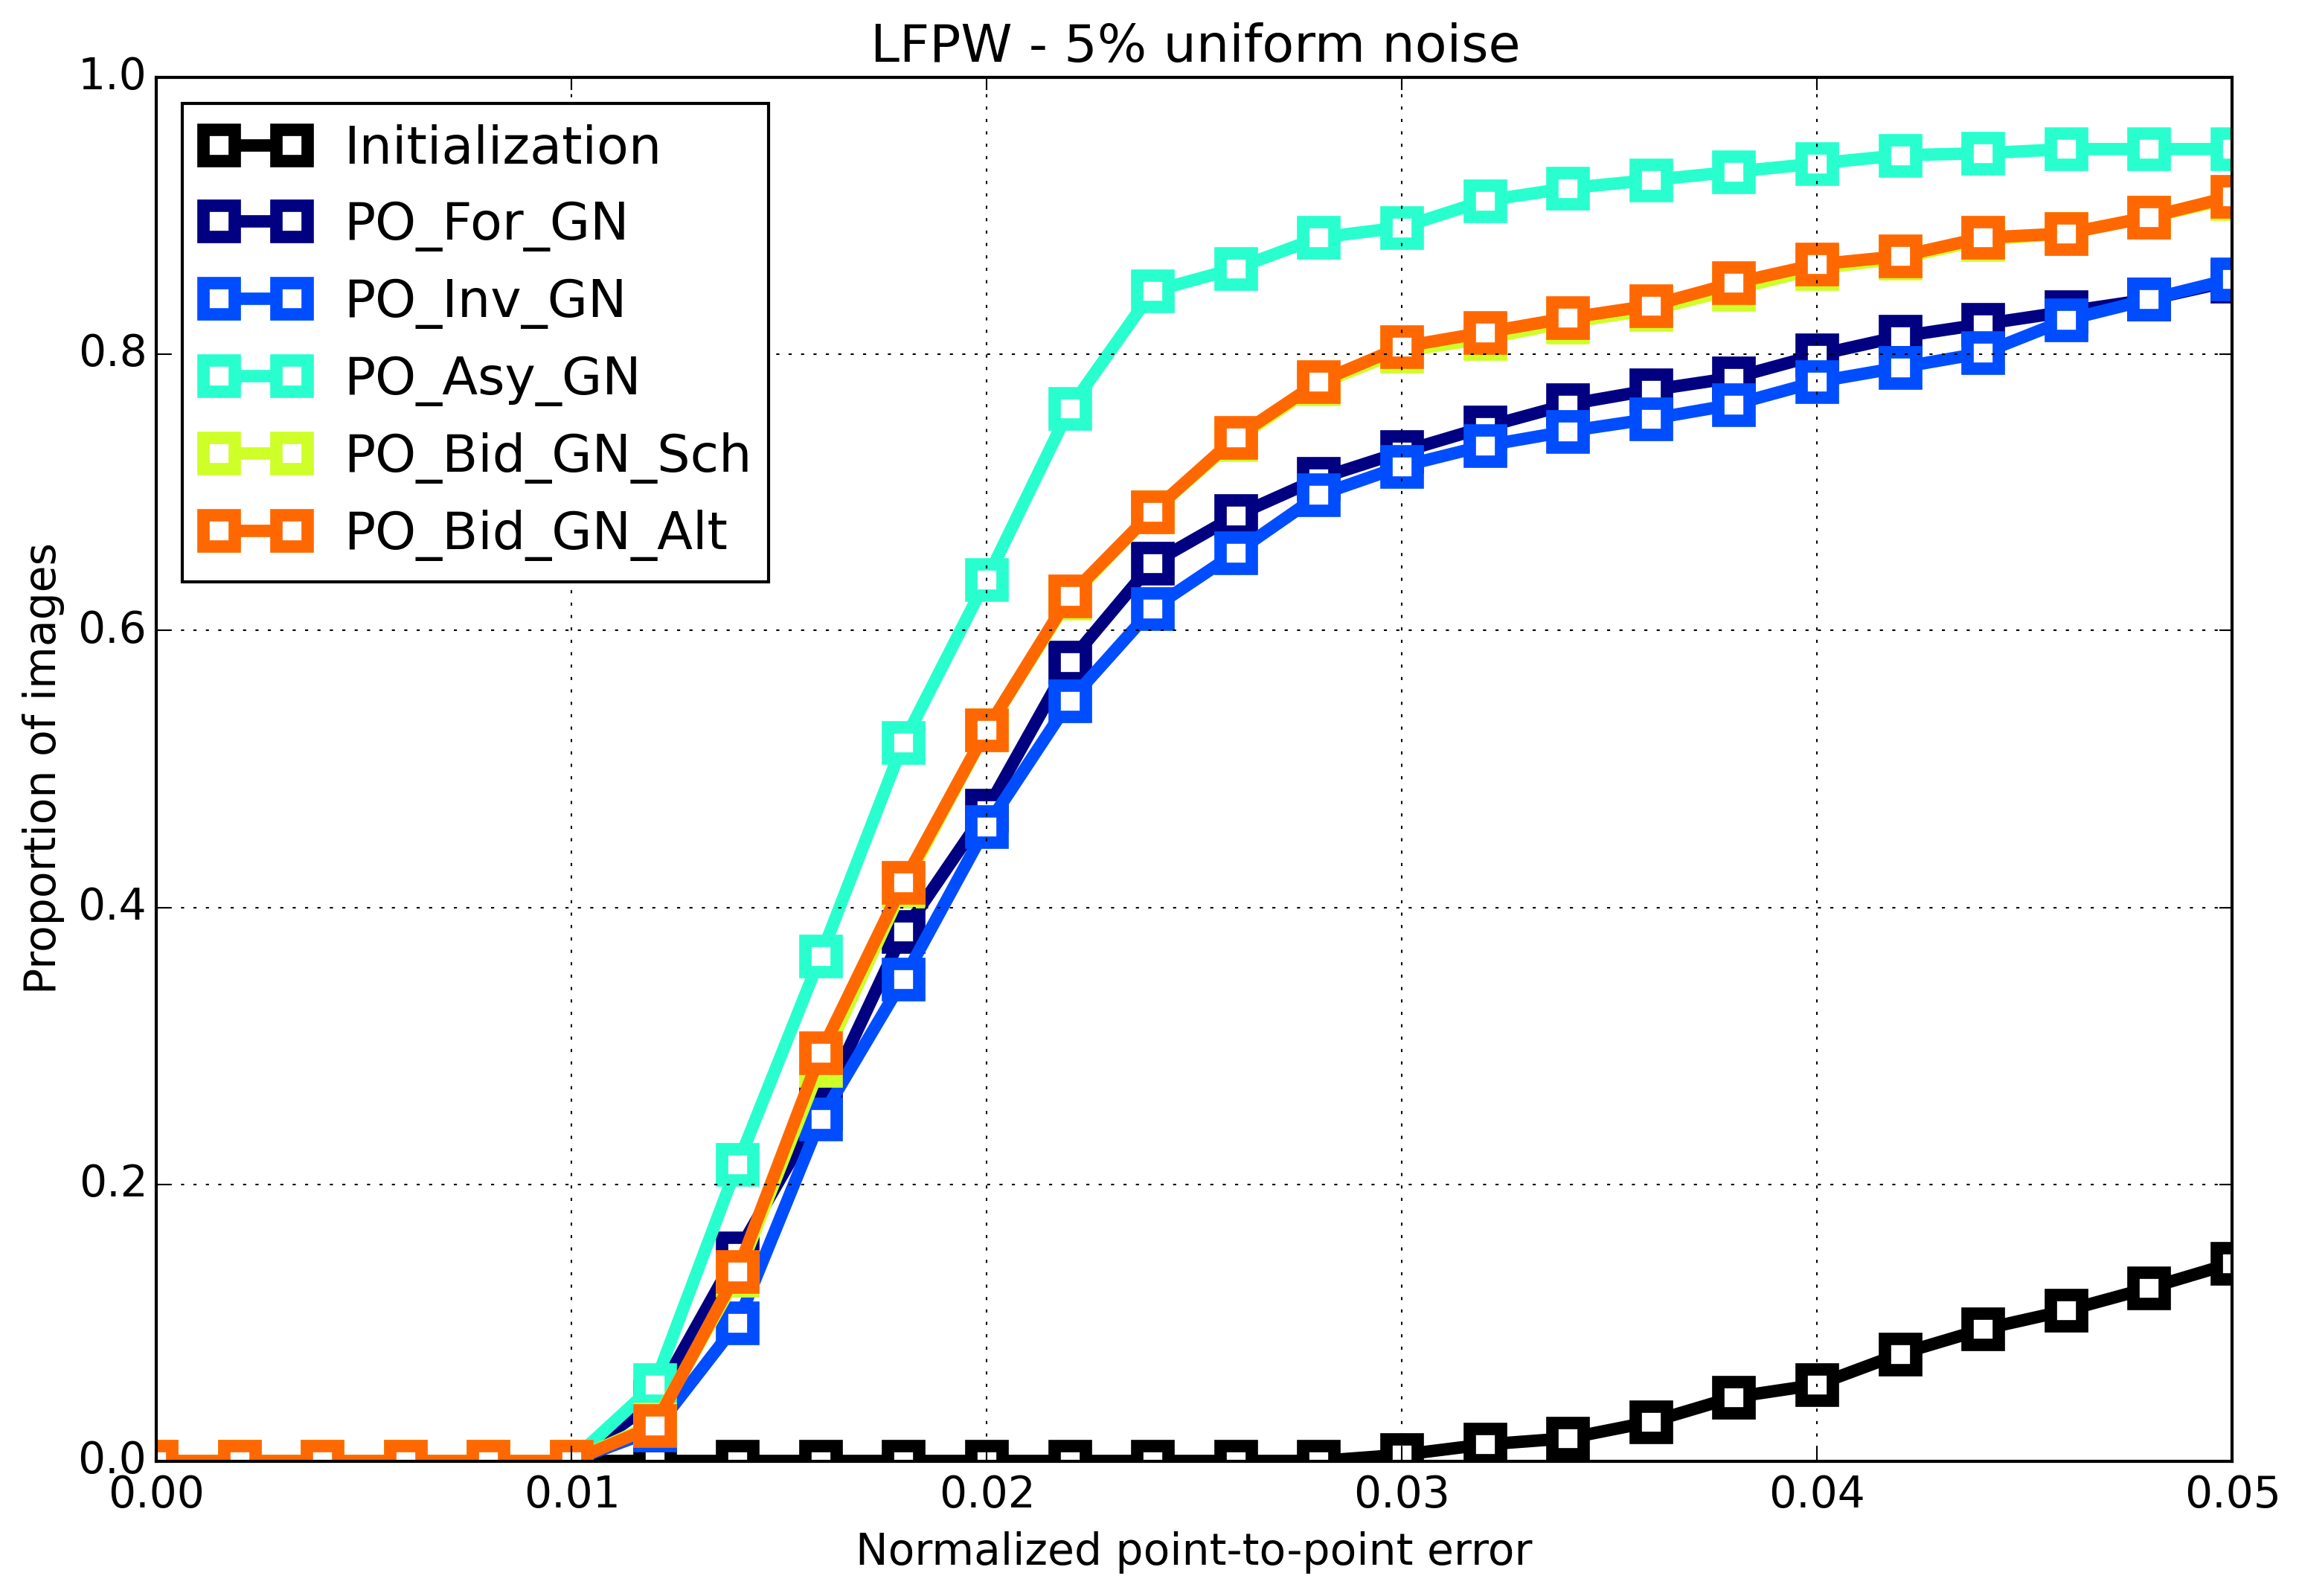 LFPW - 5% uniform noise
1.0
0.8
0.6
0.4
0.2
0.0
Proportion of images
Initialization
PO_For_GN
PO_Inv_GN
PO_Asy_GN
PO_Bid_GN_Sch
PO_Bid_GN_Alt
0.00 0.01 0.02 0.03 0.04 0.05
Normalized point-to-point error